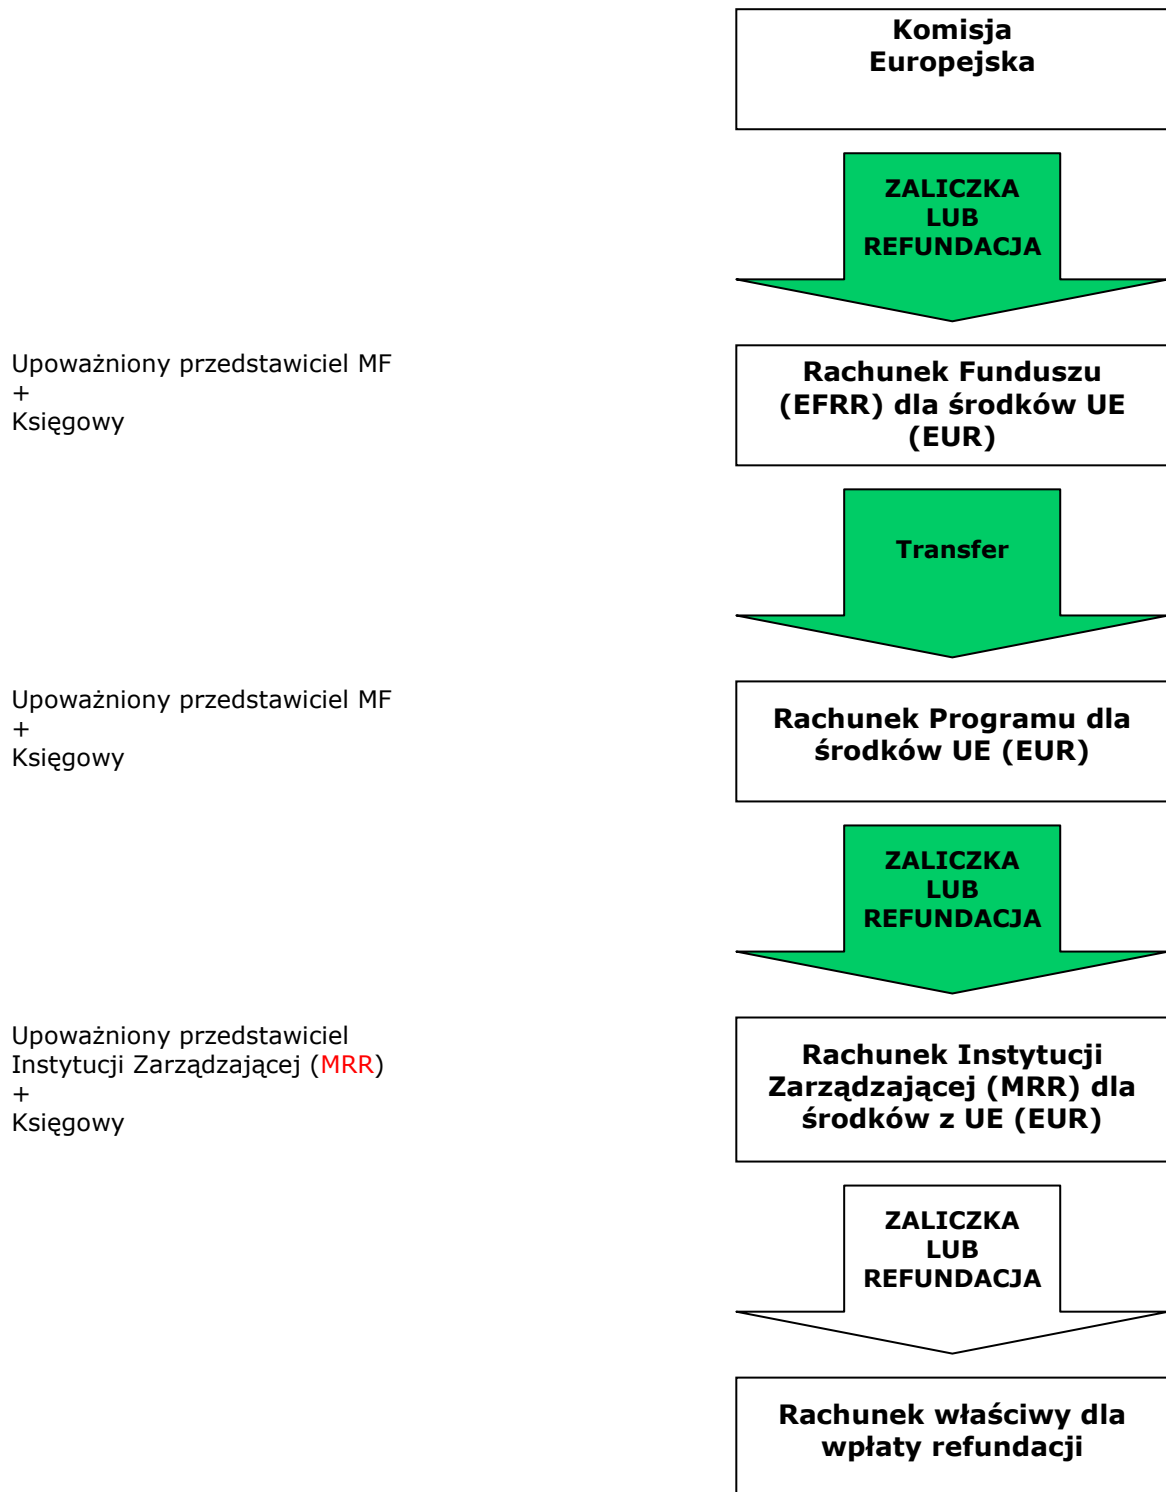 Komisja
Europejska
ZALICZKA
LUB
REFUNDACJA
Upoważniony przedstawiciel MF
+
Księgowy
Rachunek Funduszu
(EFRR) dla środków UE
(EUR)
Transfer
Upoważniony przedstawiciel MF
+
Księgowy
Rachunek Programu dla
środków UE (EUR)
ZALICZKA
LUB
REFUNDACJA
Upoważniony przedstawiciel
Instytucji Zarządzającej (MRR)
+
Księgowy
Rachunek Instytucji
Zarządzającej (MRR) dla
środków z UE (EUR)
ZALICZKA
LUB
REFUNDACJA
Rachunek właściwy dla
wpłaty refundacji